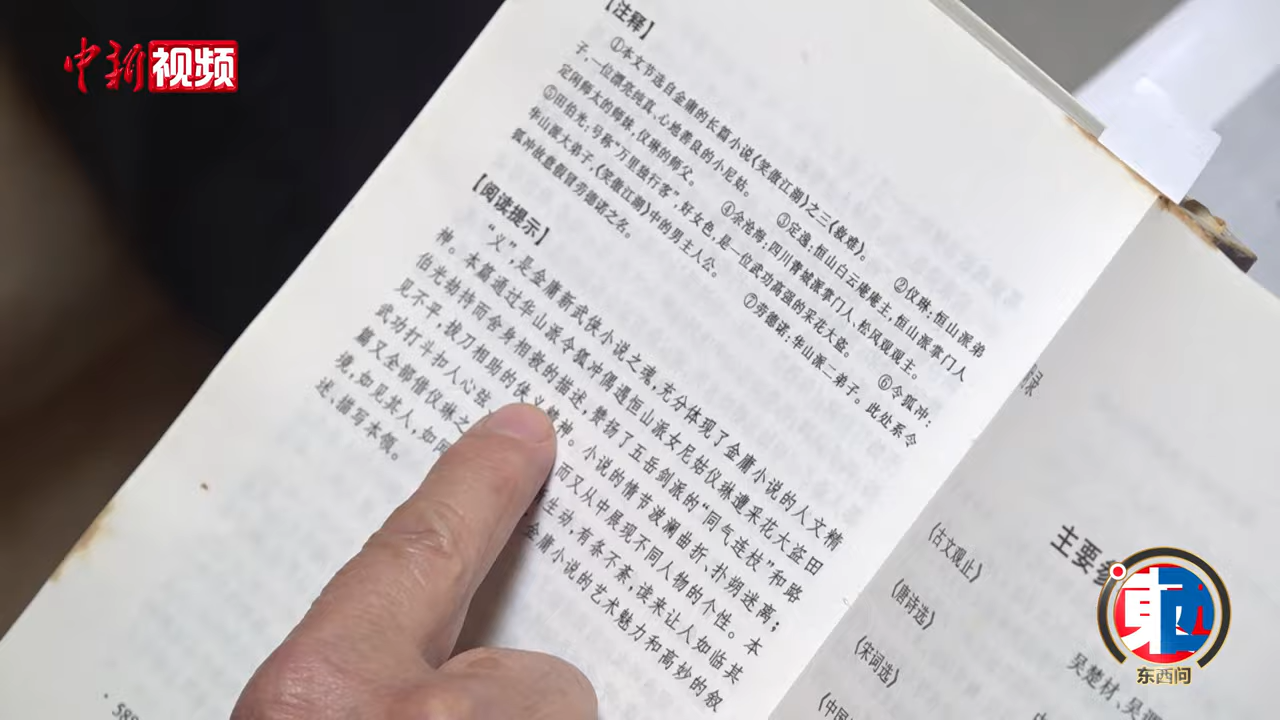 中新视频
【注释】
①本文节选自金庸的长篇小说《笑傲江湖》之三《救难》。 ②仪琳：恒山派弟
子，一位漂亮纯真、心地善良的小尼姑。 ③定逸：恒山白云庵庵主，恒山派掌门人
定闲师太的师妹，仪琳的师父。 ④余沧海：四川青城派掌门人、松风观观主。
⑤田伯光：号称“万里独行客”，好女色，是一位武功高强的采花大盗。 ⑥令狐冲：
华山派大弟子，《笑傲江湖》中的男主人公。 ⑦劳德诺：华山派二弟子。此处系令
狐冲故意假冒劳德诺之名。
【阅读提示】
“义”，是金庸新武侠小说之魂，充分体现了金庸小说的人文精
神。本篇通过华山派令狐冲偶遇恒山派女尼姑仪琳遭采花大盗田
伯光劫持而舍身相救的描述，赞扬了五岳剑派的“同气连枝”和路
见不平，拔刀相助的侠义精神。小说的情节波澜曲折、扑朔迷离；
武功打斗扣人心弦，而又从中展现不同人物的个性。本
篇又全部借仪琳之生动，有条不紊，读来让人如临其
境，如见其人，如闻金庸小说的艺术魅力和高妙的叙
述、描写本领。
主要参
《古文观止》
《唐诗选》
吴楚材、吴
《宋词选》
《中国
东西问